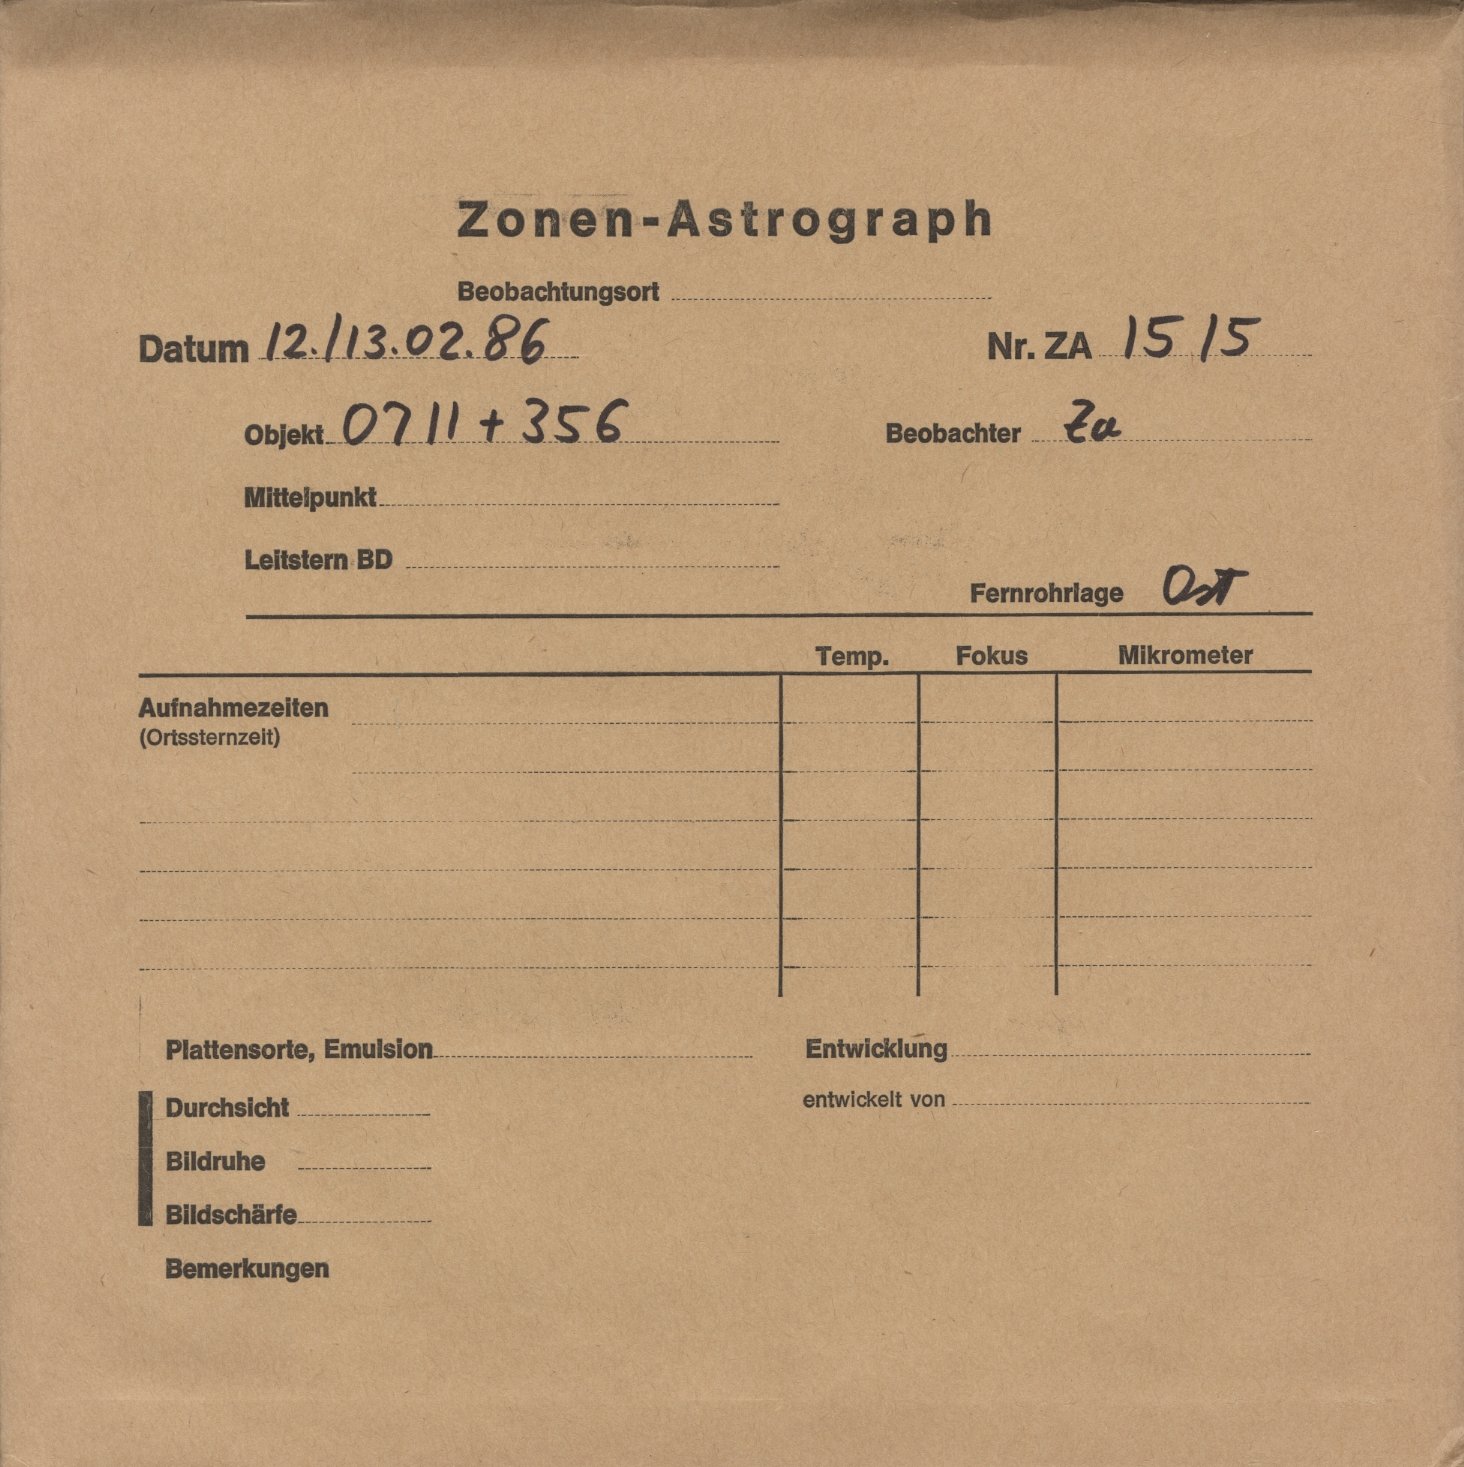 Zonen-Astrograph
Beobachtungsort
Datum 12./13.02.86 Nr. ZA 1515
Objekt 0711+356 Beobachter Za
Mittelpunkt
Leitstern BD
Fernrohrlage Ost
Temp. Fokus Mikrometer
Aufnahmezeiten
(Ortssternzeit)
Plattensorte, Emulsion Entwicklung
Durchsicht entwickelt von
Bildruhe
Bildschärfe
Bemerkungen